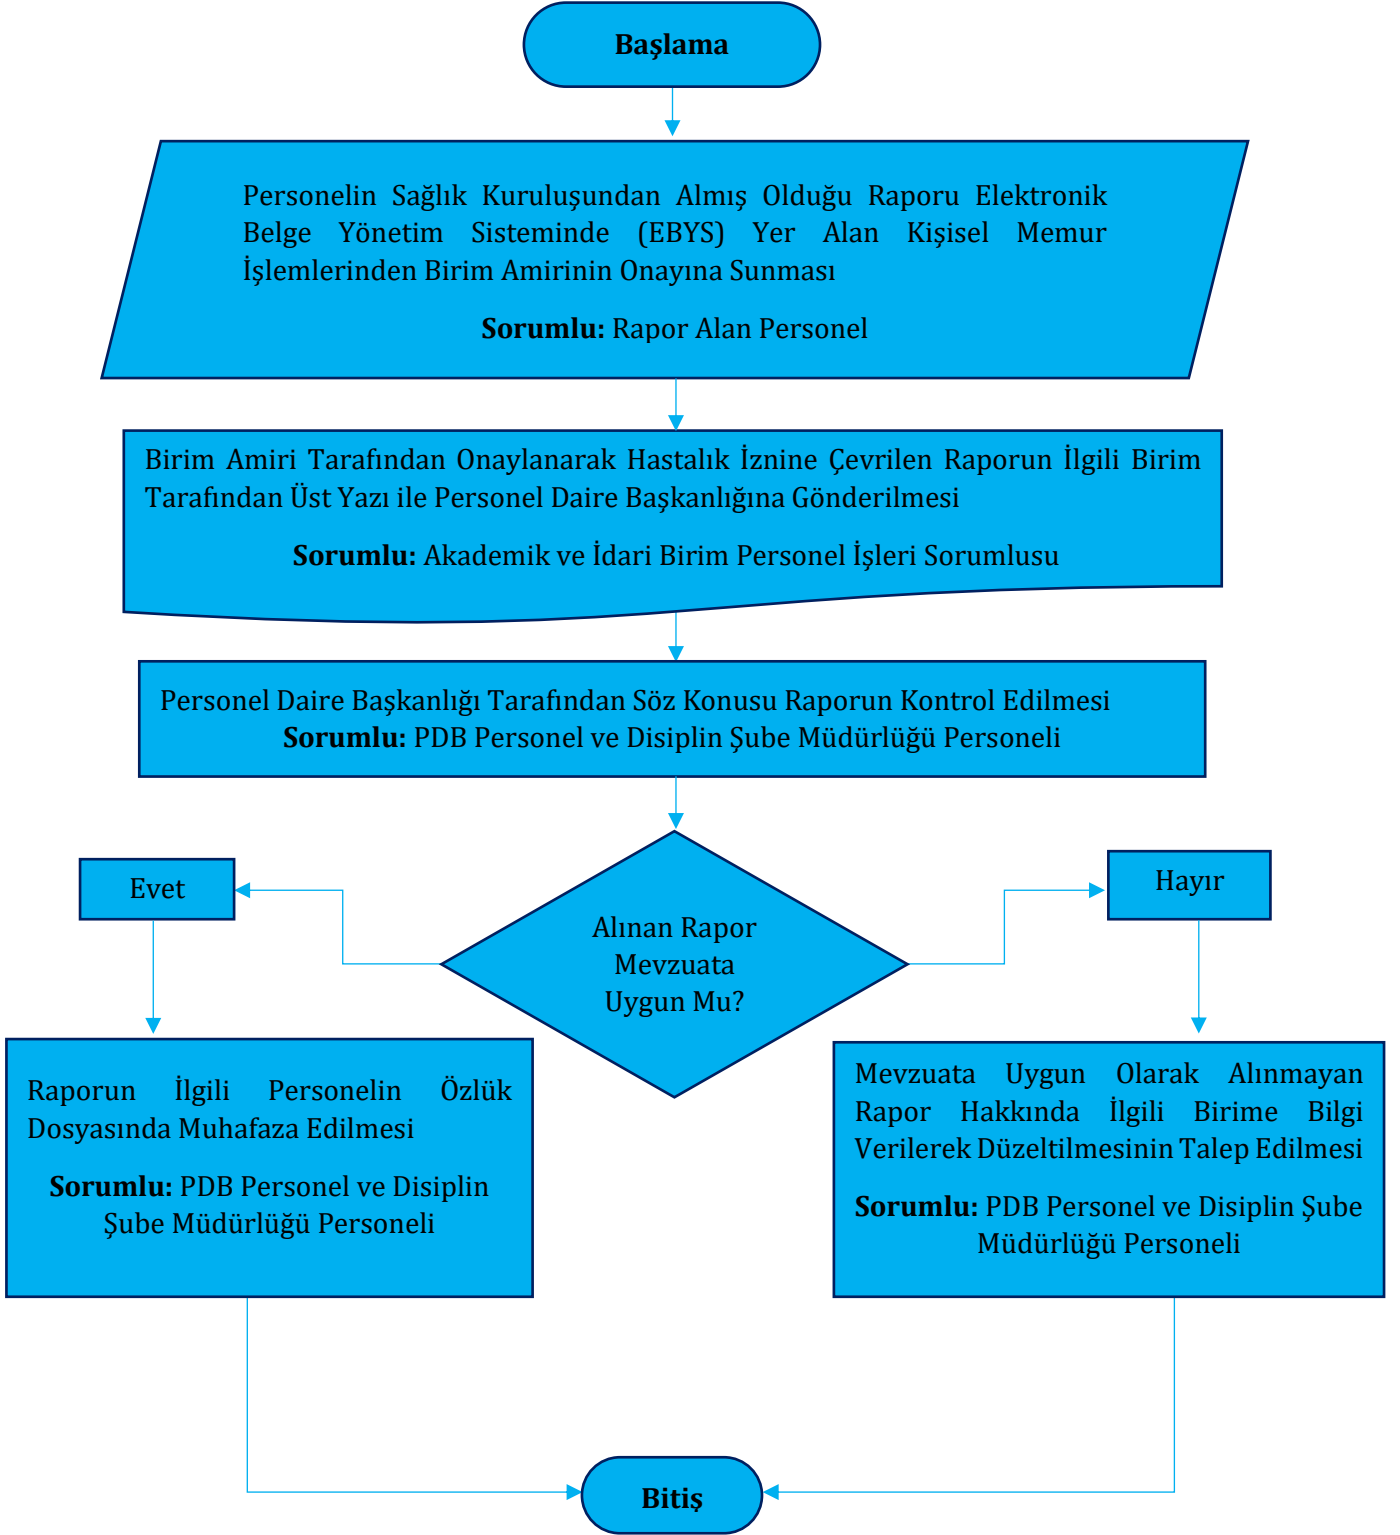 Başlama
Personelin Sağlık Kuruluşundan Almış Olduğu Raporu Elektronik
Belge Yönetim Sisteminde (EBYS) Yer Alan Kişisel Memur
İşlemlerinden Birim Amirinin Onayına Sunması
Sorumlu: Rapor Alan Personel
Birim Amiri Tarafından Onaylanarak Hastalık İznine Çevrilen Raporun İlgili Birim
Tarafından Üst Yazı ile Personel Daire Başkanlığına Gönderilmesi
Sorumlu: Akademik ve İdari Birim Personel İşleri Sorumlusu
Personel Daire Başkanlığı Tarafından Söz Konusu Raporun Kontrol Edilmesi
Sorumlu: PDB Personel ve Disiplin Şube Müdürlüğü Personeli
Alınan Rapor
Mevzuata
Uygun Mu?
Evet
Raporun İlgili Personelin Özlük
Dosyasında Muhafaza Edilmesi
Sorumlu: PDB Personel ve Disiplin
Şube Müdürlüğü Personeli
Hayır
Mevzuata Uygun Olarak Alınmayan
Rapor Hakkında İlgili Birime Bilgi
Verilerek Düzeltilmesinin Talep Edilmesi
Sorumlu: PDB Personel ve Disiplin Şube
Müdürlüğü Personeli
Bitiş